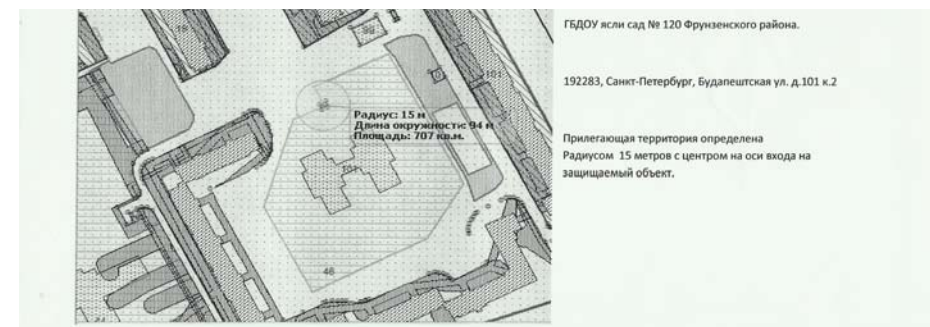 ГБДОУ ясли сад № 120 Фрунзенского района.
192283, Санкт-Петербург, Будапештская ул. д.101 к.2
Радиус: 15 м
Длина окружности: 94 м
Площадь: 707 кв.м.
Прилегающая территория определена
Радиусом 15 метров с центром на оси входа на
защищаемый объект.
101
46